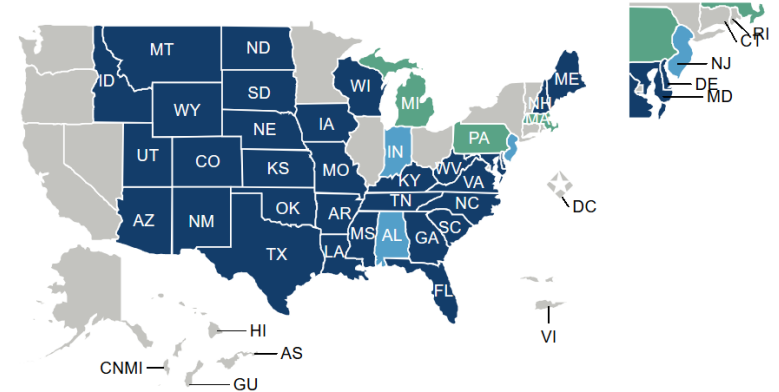 MT
ND
ID
SD
WI
ME
WY
MI
NH
MA
NE
IA
PA
UT
CO
KS
MO
IN
WV
KY
VA
AZ
NM
OK
AR
TN
NC
SC
TX
LA
MS
AL
GA
FL
RI
CT
NJ
DE
MD
DC
VI
HI
AS
CNMI
GU